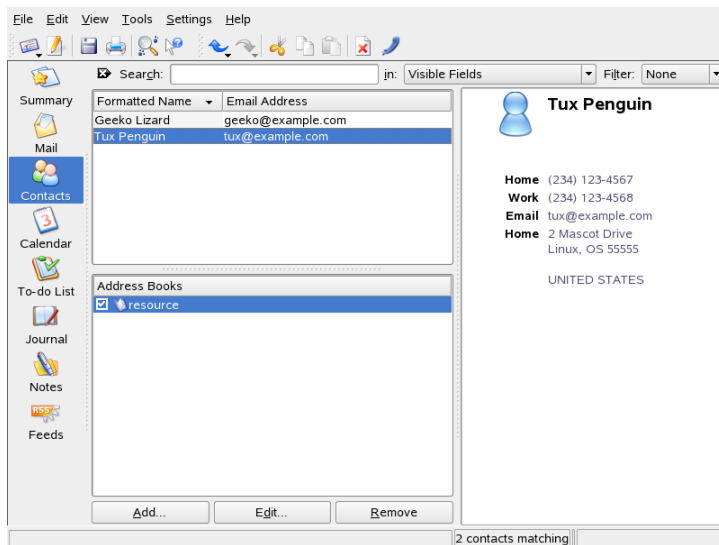 File Edit View Tools Settings Help
Search: in: Visible Fields Filter: None
Summary
Mail
Contacts
3
Calendar
To-do List
Journal
Notes
RSS
Feeds
Formatted Name Email Address
Geeko Lizard geeko@example.com
Tux Penguin tux@example.com
Address Books
resource
Add... Edit... Remove
Tux Penguin
Home (234) 123-4567
Work (234) 123-4568
Email tux@example.com
Home 2 Mascot Drive
Linux, OS 55555
UNITED STATES
2 contacts matching